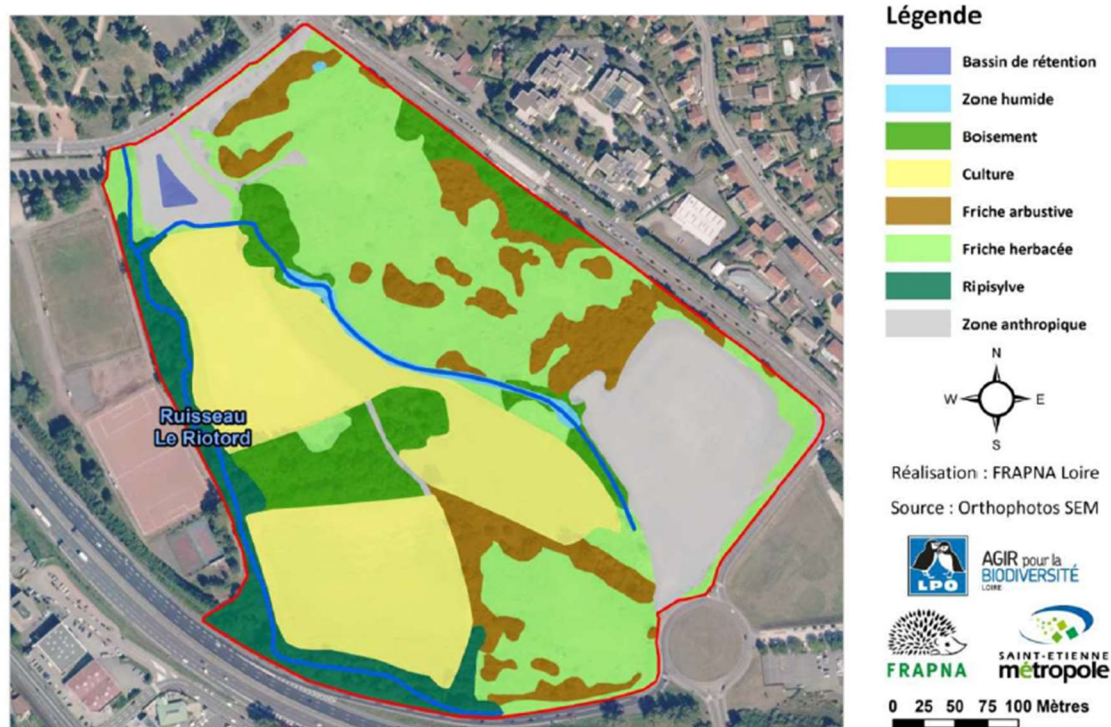 Légende
Bassin de rétention
Zone humide
Boisement
Culture
Friche arbustive
Friche herbacée
Ripisylve
Zone anthropique
N
W
E
S
Ruisseau
Le Riotord
Réalisation : FRAPNA Loire
Source : Orthophotos SEM
LPO
AGIR pour la
BIODIVERSITÉ
LOIRE
FRAPNA
SAINT-ETIENNE
métropole
0 25 50 75 100 Mètres